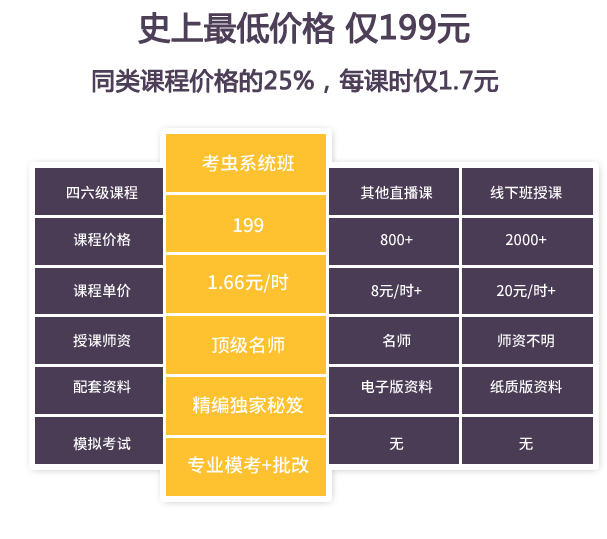 史上最低价格 仅199元
同类课程价格的25%，每课时仅1.7元
四六级课程 考虫系统班 其他直播课 线下班授课
课程价格 199 800+ 2000+
课程单价 1.66元/时 8元/时+ 20元/时+
授课师资 顶级名师 名师 师资不明
配套资料 精编独家秘笈 电子版资料 纸质版资料
模拟考试 专业模考+批改 无 无